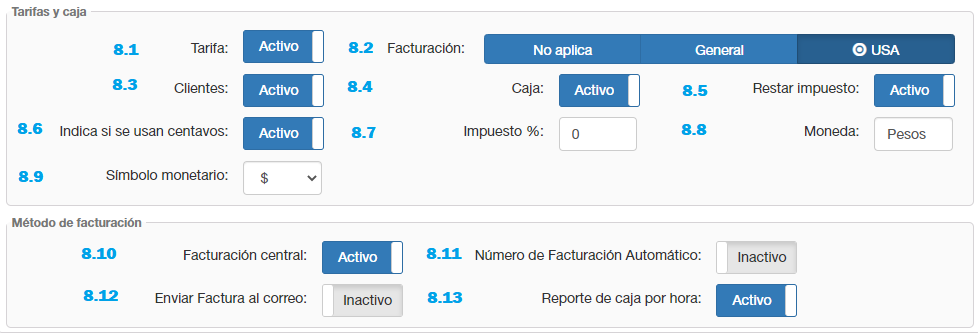 Tarifas y caja
8.1 Tarifa: Activo 8.2 Facturación: No aplica General USA
8.3 Clientes: Activo 8.4 Caja: Activo 8.5 Restar impuesto: Activo
8.6 Indica si se usan centavos: Activo 8.7 Impuesto %: 0 8.8 Moneda: Pesos
8.9 Símbolo monetario: $
Método de facturación
8.10 Facturación central: Activo 8.11 Número de Facturación Automático: Inactivo
8.12 Enviar Factura al correo: Inactivo 8.13 Reporte de caja por hora: Activo